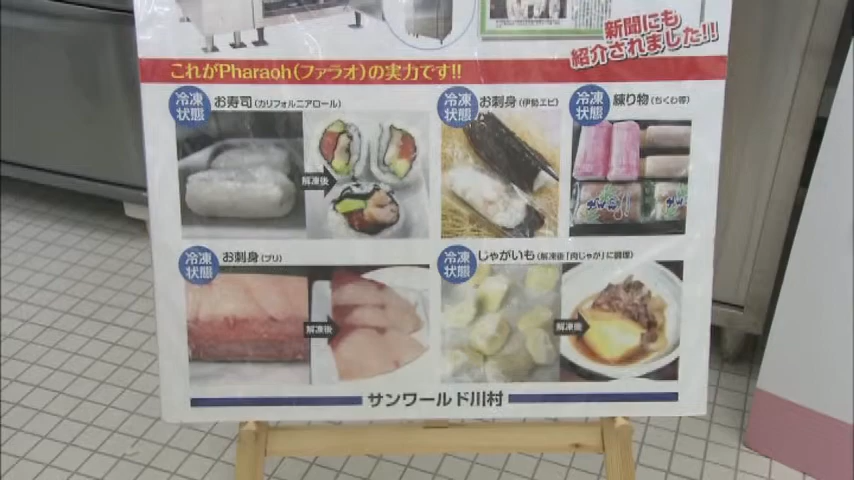 新聞にも
紹介されました!!
これがPharaoh(ファラオ)の実力です!!
冷凍
状態
お寿司(カリフォルニアロール)
解凍後
冷凍
状態
お刺身(伊勢エビ)
冷凍
状態
練り物(ちくわ等)
冷凍
状態
お刺身(ブリ)
解凍後
冷凍
状態
じゃがいも(解凍後「肉じゃが」に調理)
解凍後
サンワールド川村